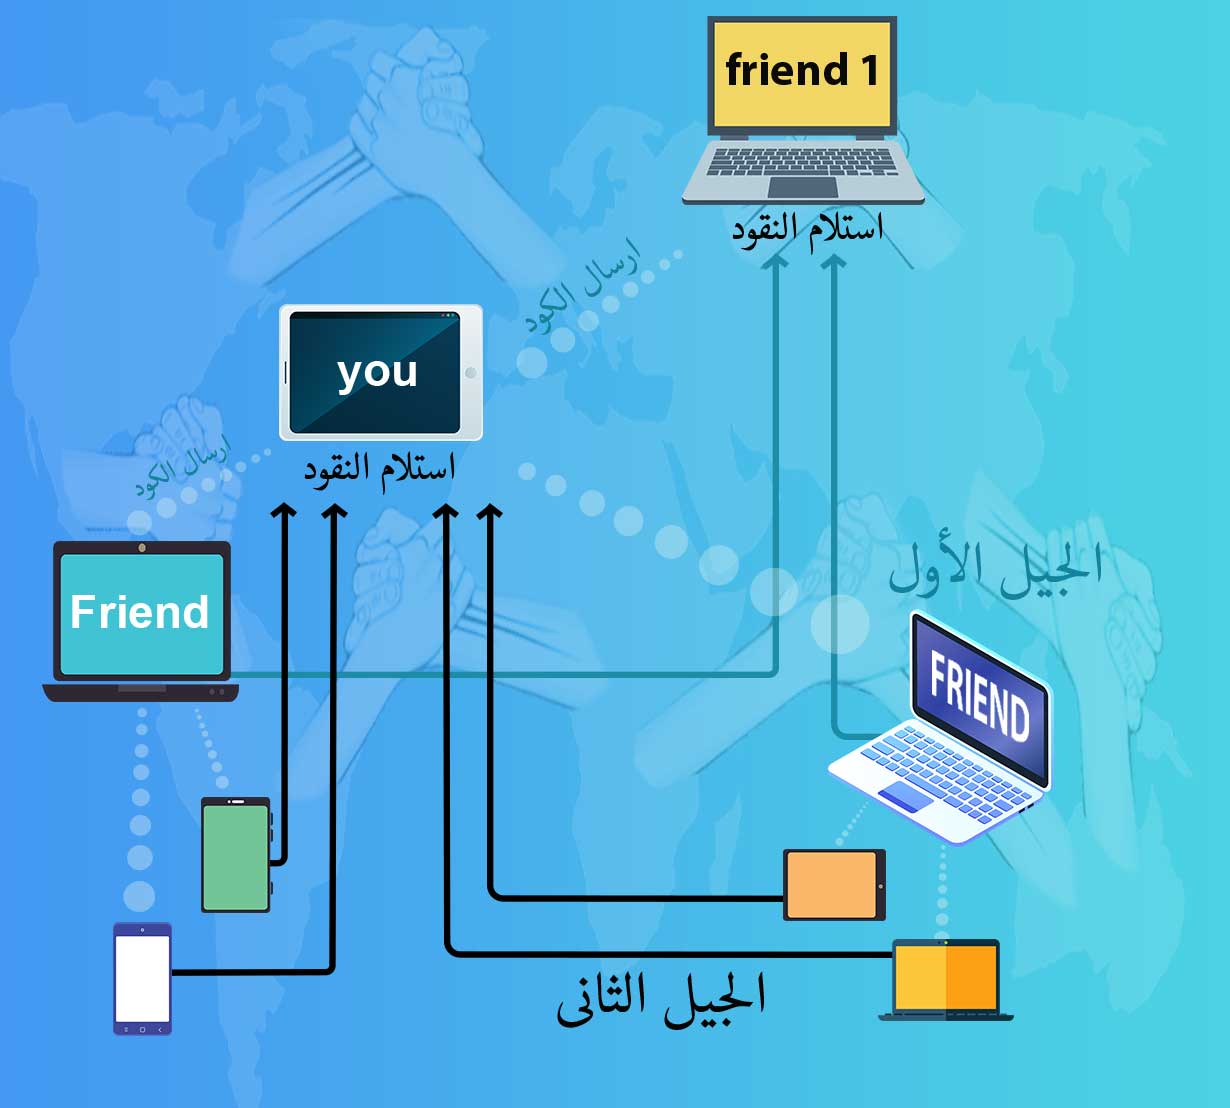 friend 1
استلام النقود
ارسال الكود
you
استلام النقود
ارسال الكود
Friend
الجيل الأول
FRIEND
الجيل الثانى